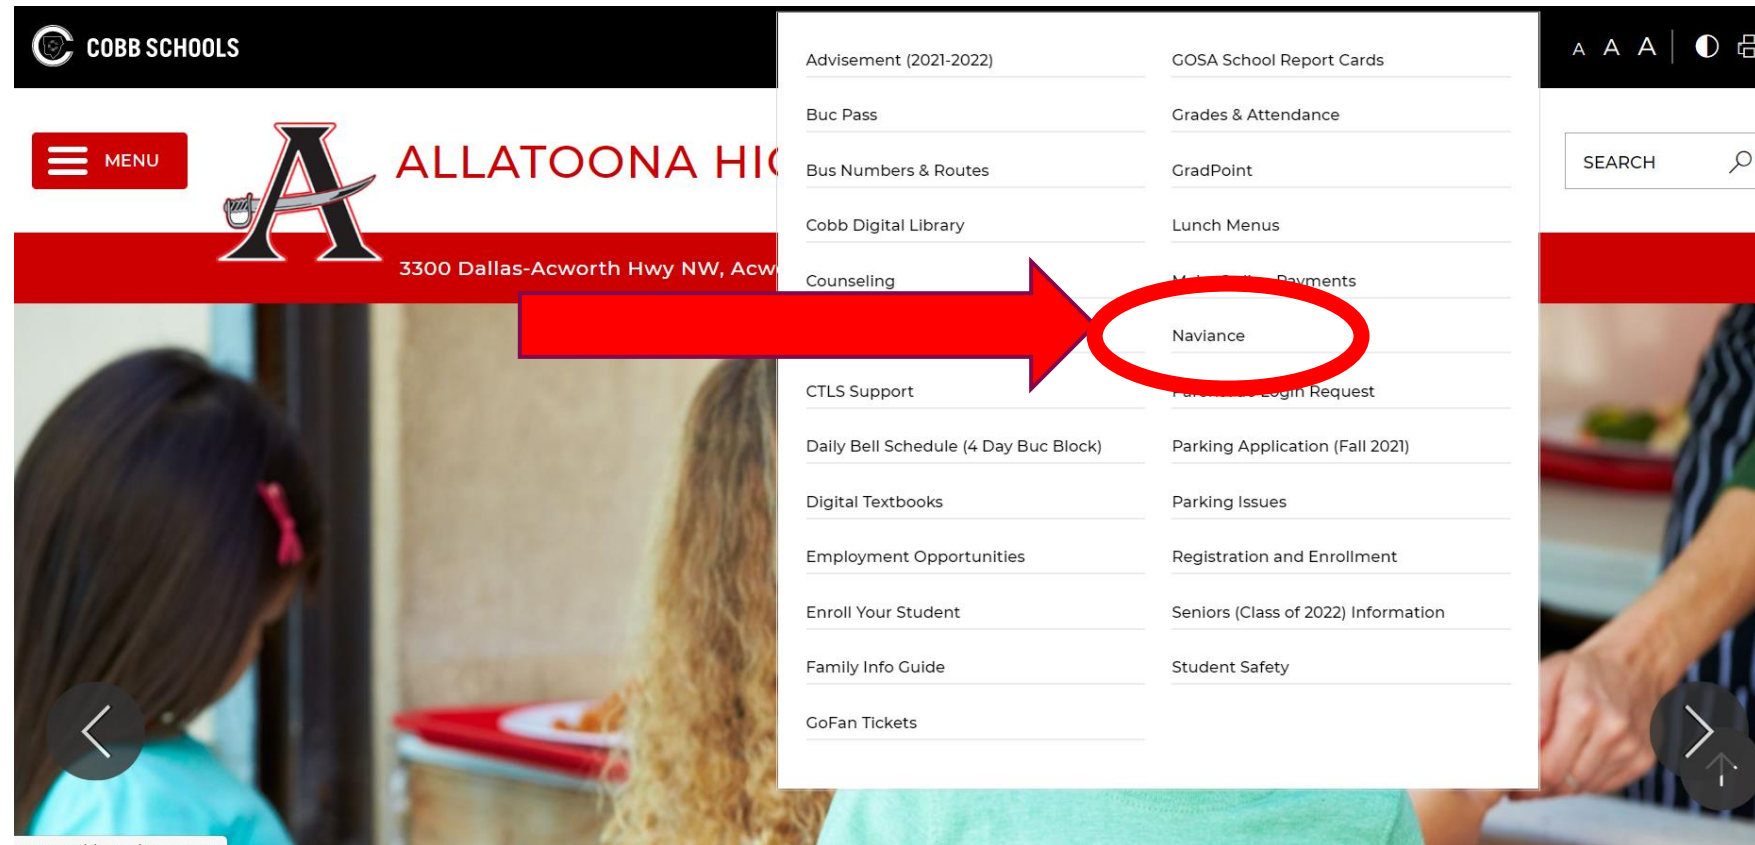 COBB SCHOOLS
A A A
MENU
ALLATOONA
SEARCH
3300 Dallas-Acworth Hwy NW,
Advisement (2021-2022)
Buc Pass
Bus Numbers & Routes
Cobb Digital Library
Counseling
CTLS Support
Daily Bell Schedule (4 Day Buc Block)
Digital Textbooks
Employment Opportunities
Enroll Your Student
Family Info Guide
GoFan Tickets
GOSA School Report Cards
Grades & Attendance
GradPoint
Lunch Menus
Payments
Naviance
Login Request
Parking Application (Fall 2021)
Parking Issues
Registration and Enrollment
Seniors (Class of 2022) Information
Student Safety